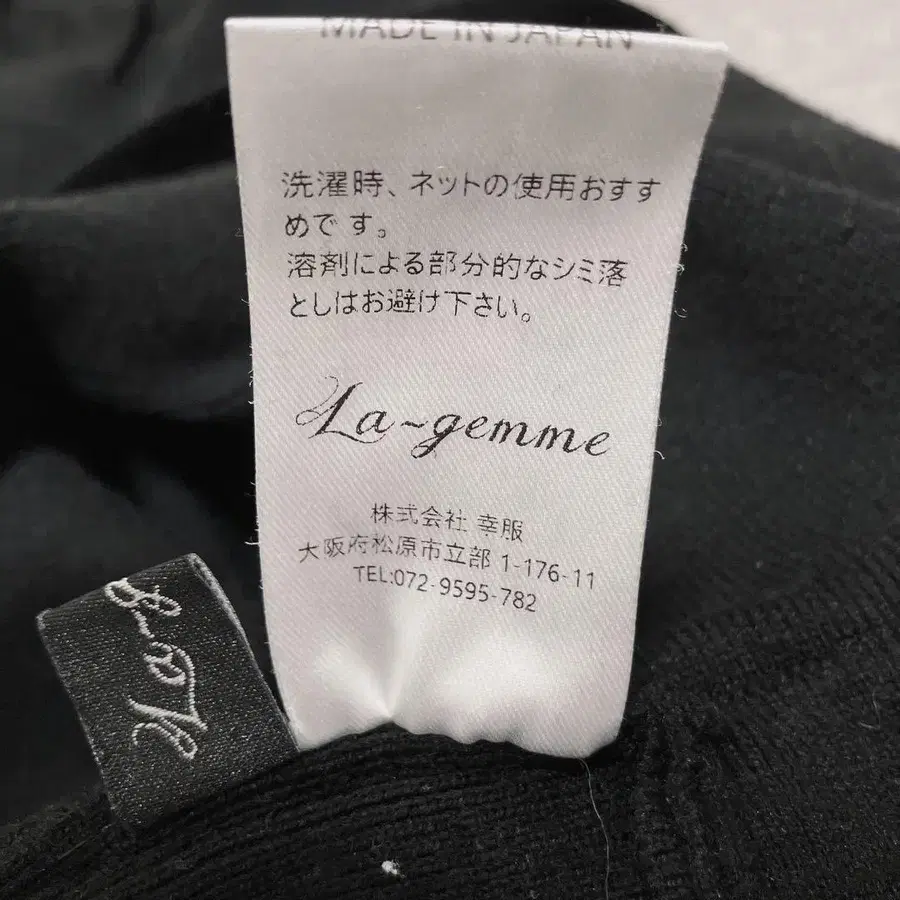 MADE IN JAPAN
洗濯時、ネットの使用おすす
めです。
溶剤による部分的なシミ落
としはお避け下さい。
La~gemme
株式会社 幸服
大阪府松原市立部 1-176-11
TEL:072-9595-782
La~g